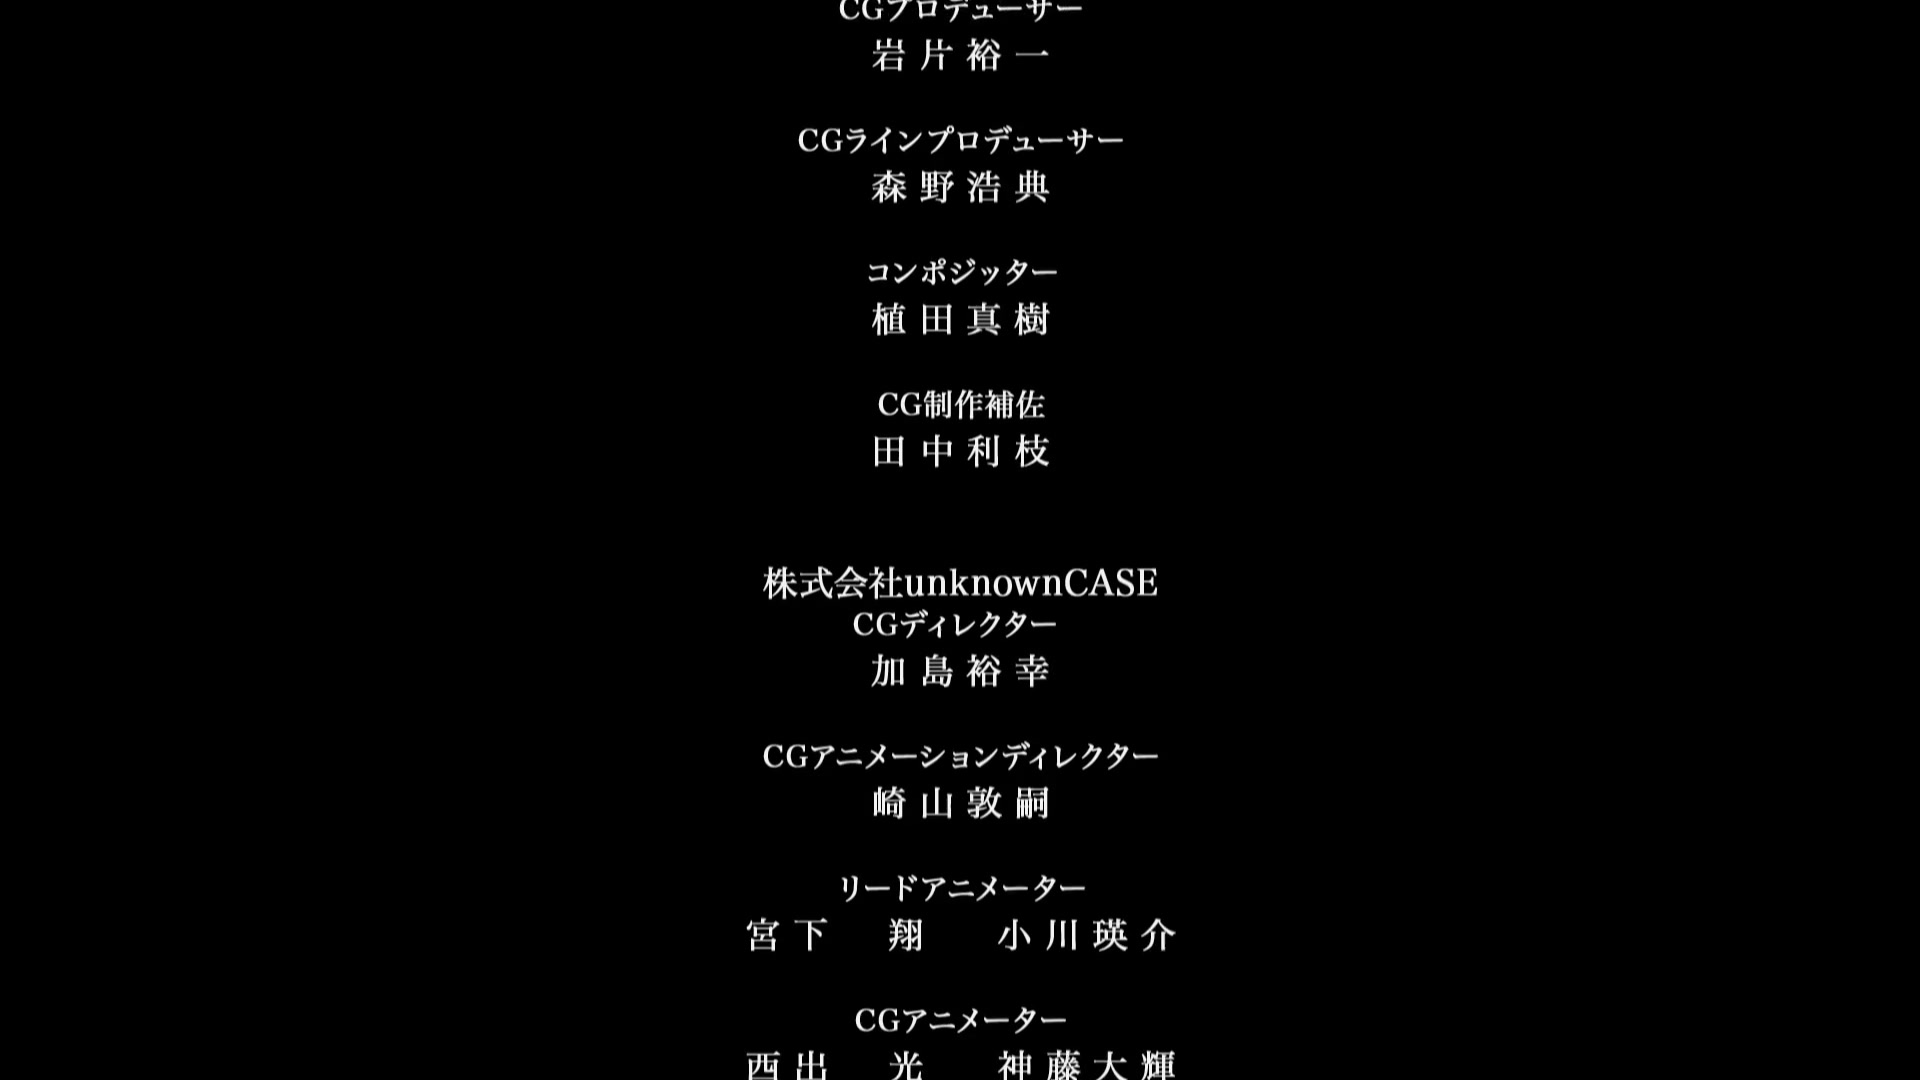 CGプロデューサー
岩片裕一
CGラインプロデューサー
森野浩典
コンポジッター
植田真樹
CG制作補佐
田中利枝
株式会社unknownCASE
CGディレクター
加島裕幸
CGアニメーションディレクター
崎山敦嗣
リードアニメーター
宮下 翔 小川瑛介
CGアニメーター
西出 光 神藤大輝